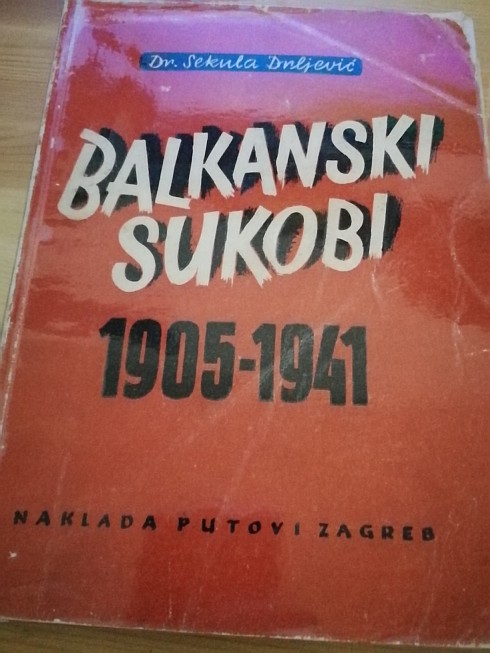 Dr. Sekula Drljević
BALKANSKI
SUKOBI
1905-1941
NAKLADA PUTOVI ZAGREB